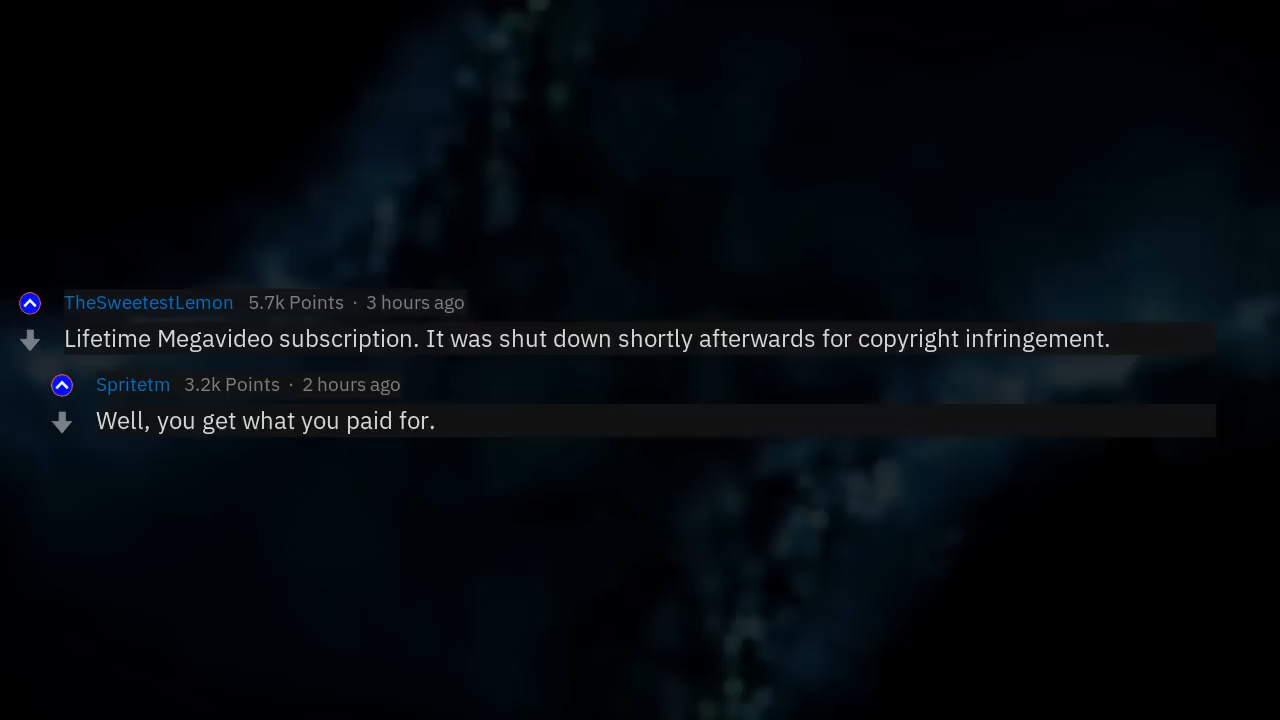 TheSweetestLemon 5.7k Points · 3 hours ago
Lifetime Megavideo subscription. It was shut down shortly afterwards for copyright infringement.
Spritetm 3.2k Points · 2 hours ago
Well, you get what you paid for.